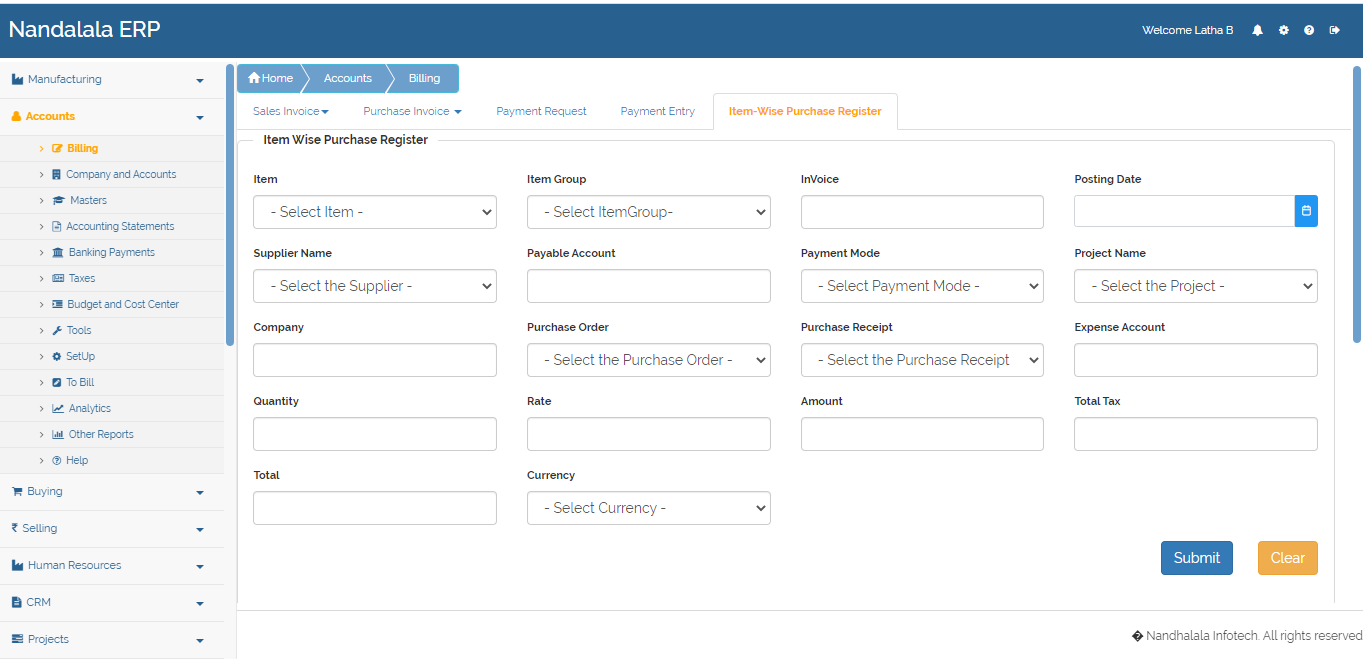 Nandalala ERP
Welcome Latha B
Manufacturing
Accounts
Billing
Company and Accounts
Masters
Accounting Statements
Banking Payments
Taxes
Budget and Cost Center
Tools
SetUp
To Bill
Analytics
Other Reports
Help
Buying
Selling
Human Resources
CRM
Projects
Home Accounts Billing
Sales Invoice Purchase Invoice Payment Request Payment Entry Item-Wise Purchase Register
Item Wise Purchase Register
Item Item Group InVoice Posting Date
- Select Item - - Select ItemGroup-
Supplier Name Payable Account Payment Mode Project Name
- Select the Supplier - - Select Payment Mode - - Select the Project -
Company Purchase Order Purchase Receipt Expense Account
- Select the Purchase Order - - Select the Purchase Receipt
Quantity Rate Amount Total Tax
Total Currency
- Select Currency -
Submit Clear
� Nandhalala Infotech. All rights reserved